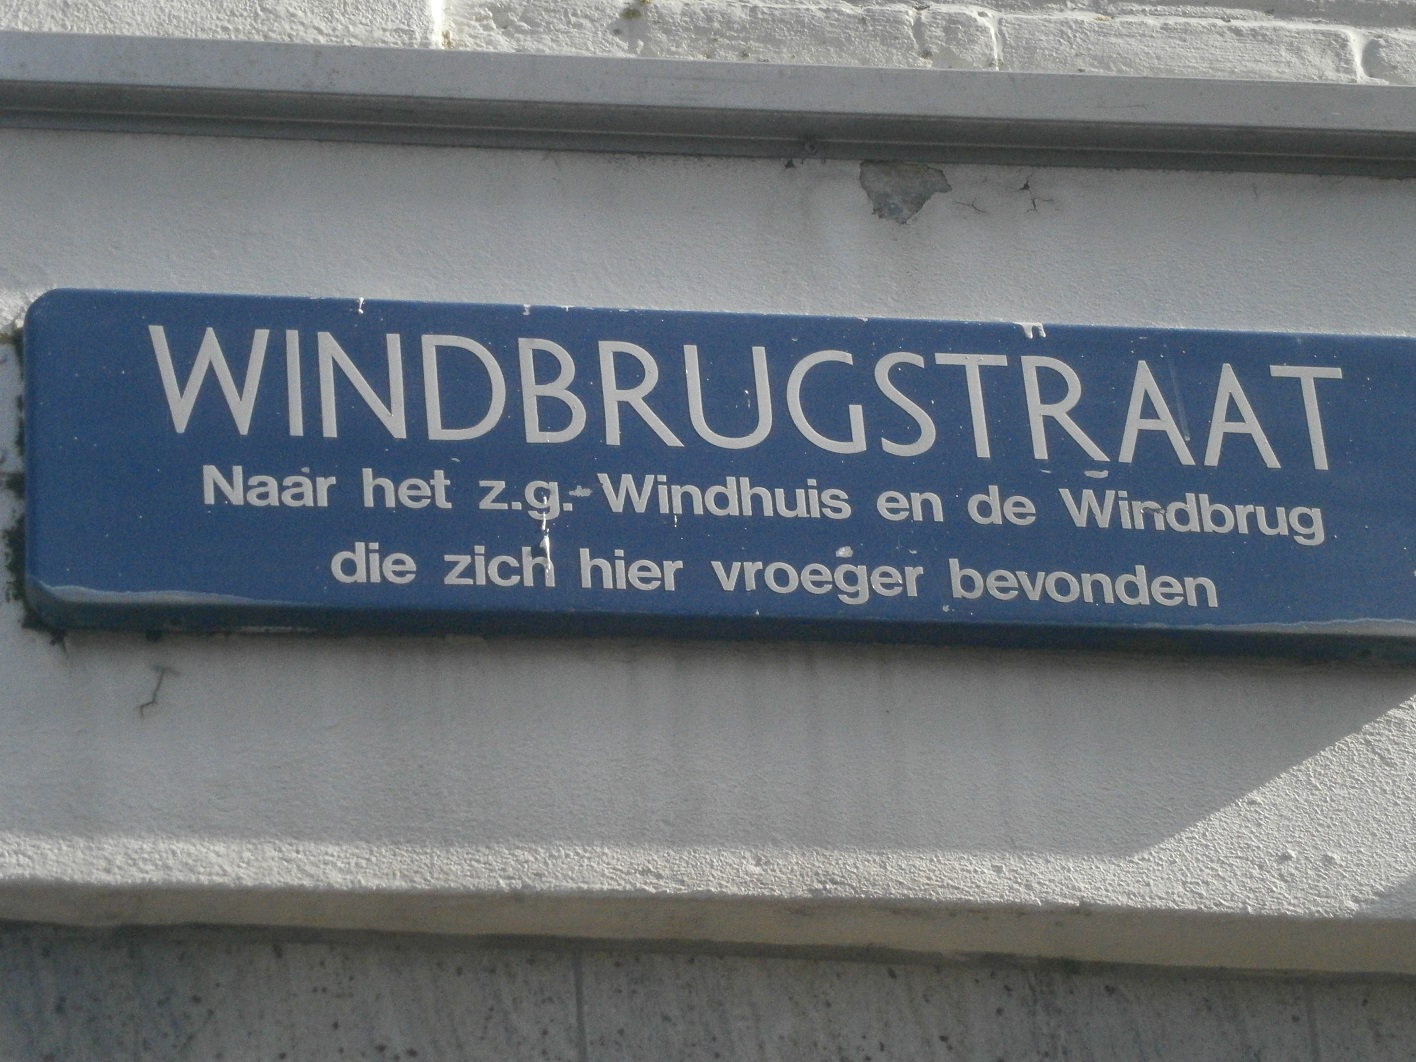 WINDBRUGSTRAAT
Naar het z.g. Windhuis en de Windbrug
die zich hier vroeger bevonden